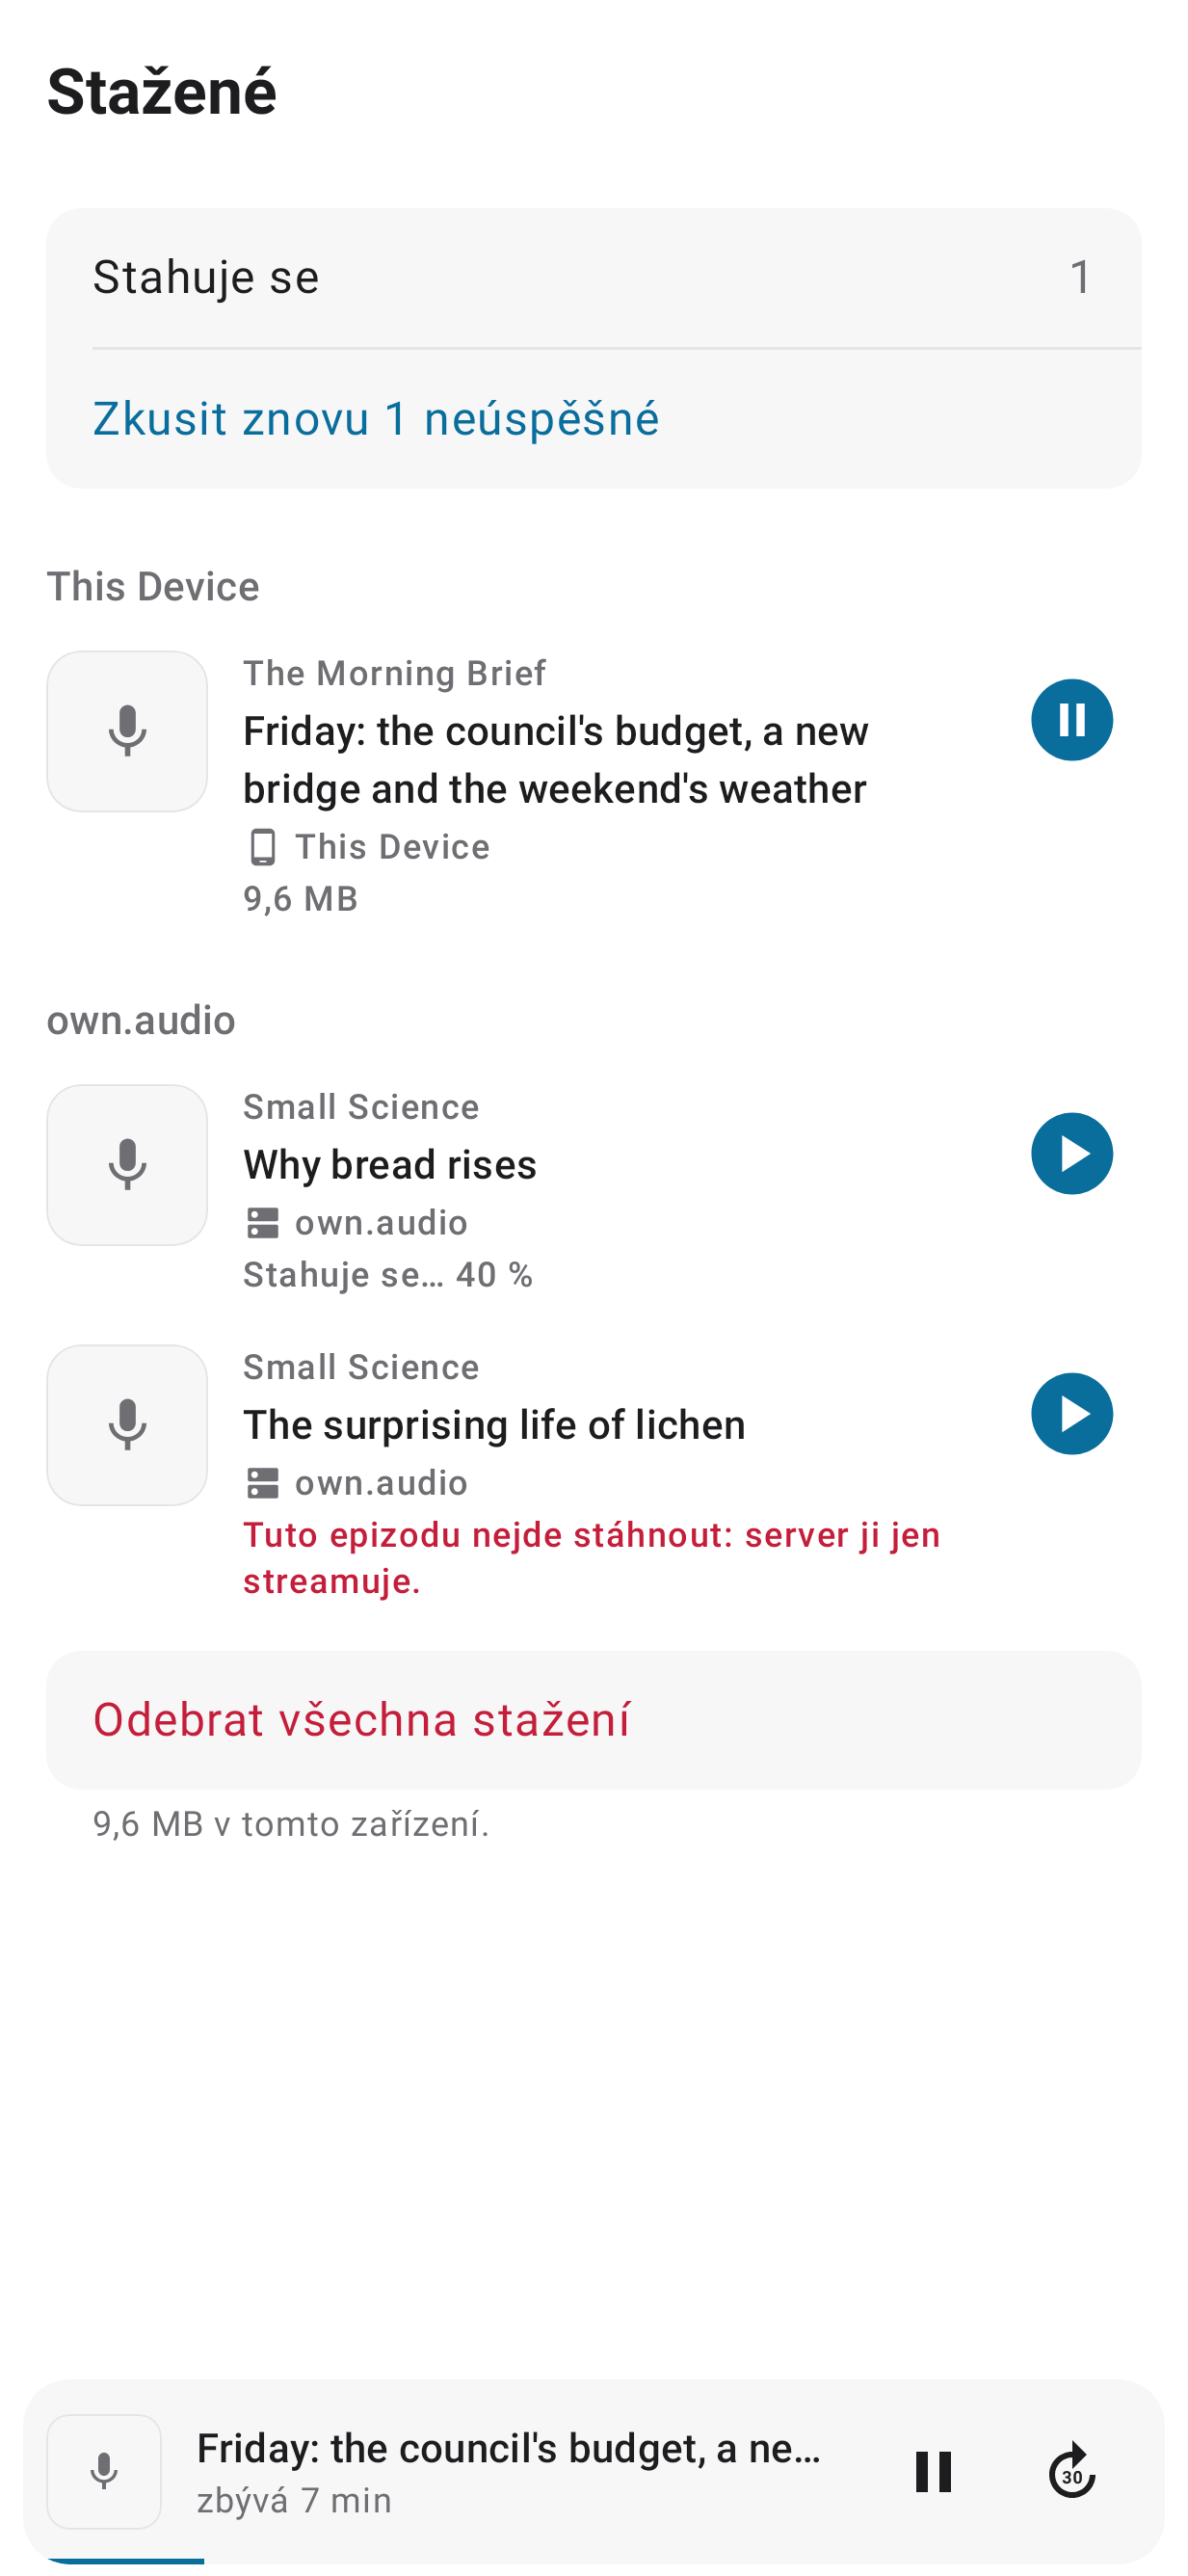 Stažené
Stahuje se 1
Zkusit znovu 1 neúspěšné
This Device
The Morning Brief
Friday: the council's budget, a new
bridge and the weekend's weather
This Device
9,6 MB
own.audio
Small Science
Why bread rises
own.audio
Stahuje se… 40 %
Small Science
The surprising life of lichen
own.audio
Tuto epizodu nejde stáhnout: server ji jen
streamuje.
Odebrat všechna stažení
9,6 MB v tomto zařízení.
Friday: the council's budget, a ne…
zbývá 7 min
30